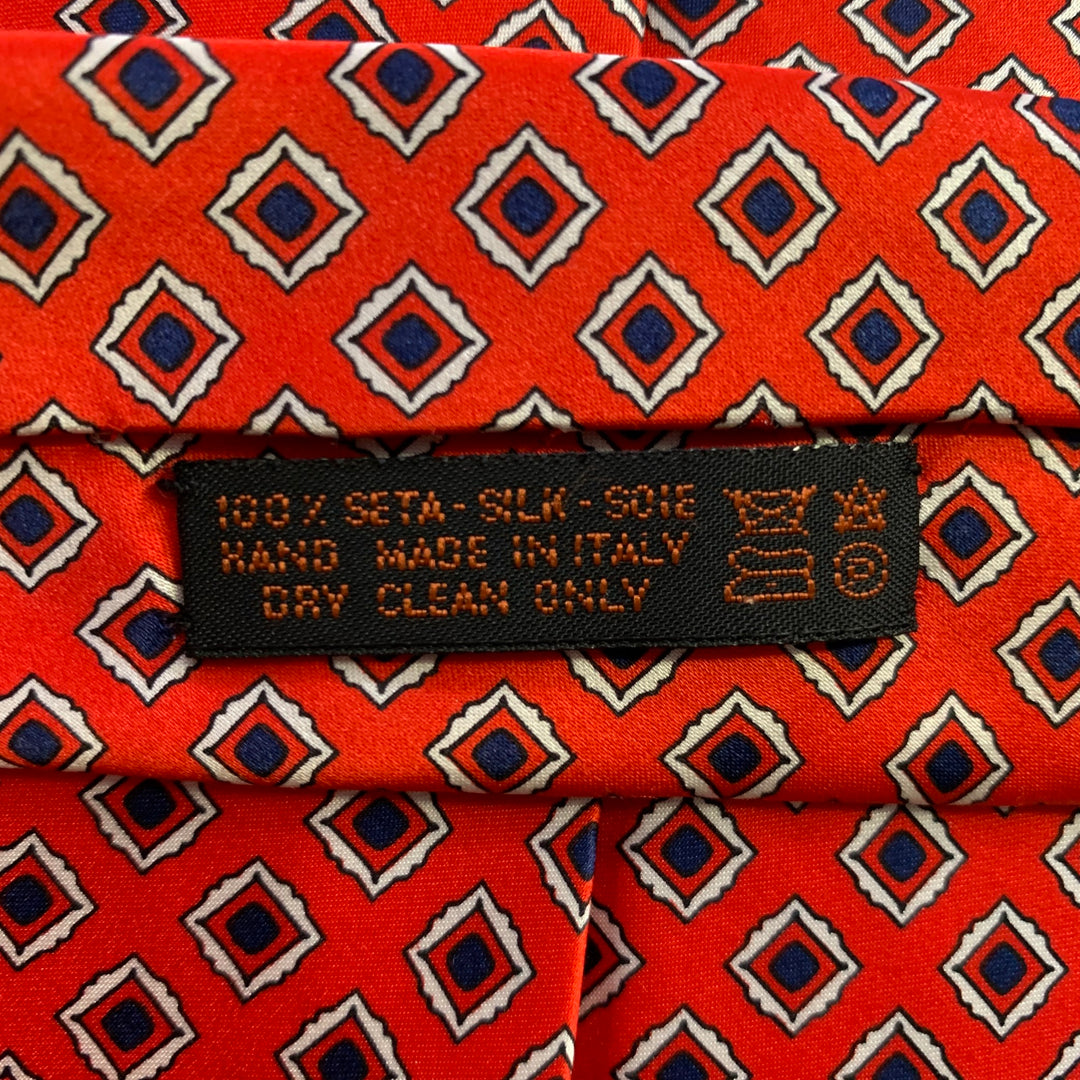 100% SETA - SILK - SOIE
HAND MADE IN ITALY
DRY CLEAN ONLY
A
P